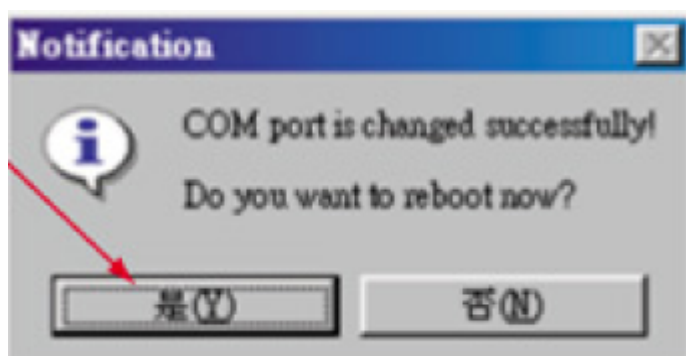 Notification
COM port is changed successfully!
Do you want to reboot now?
是(Y) 否(N)